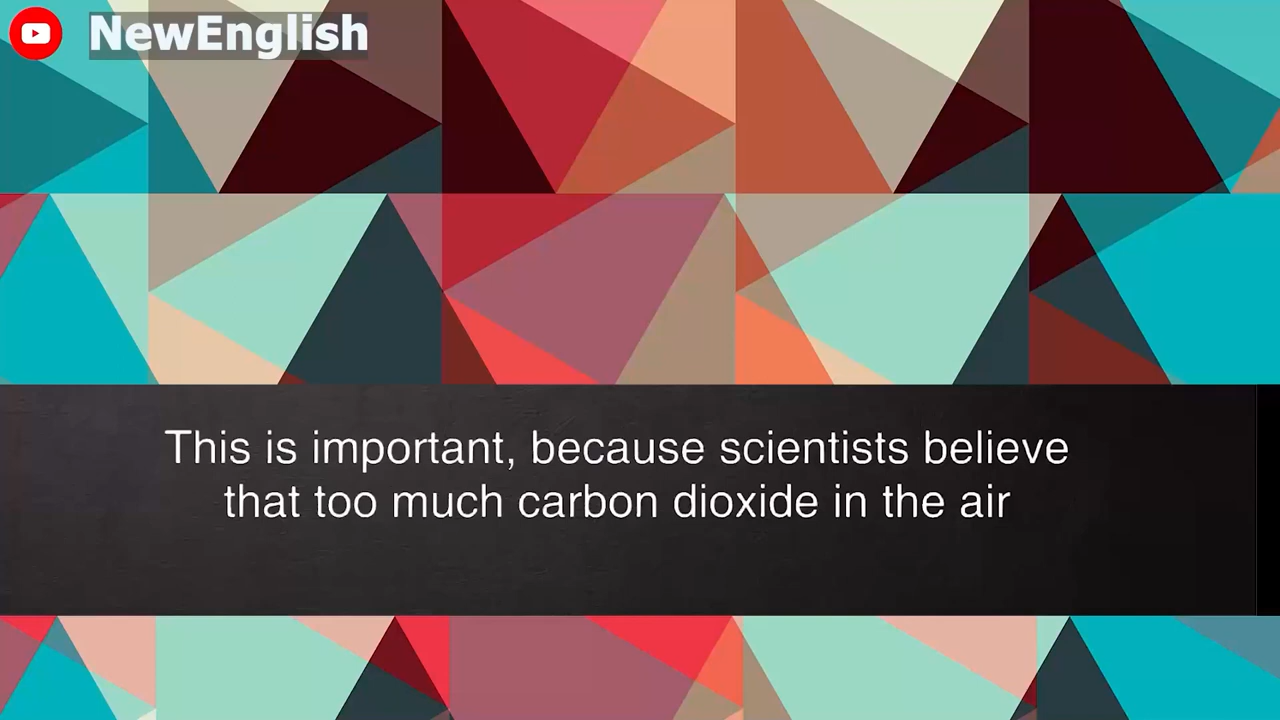 NewEnglish
This is important, because scientists believe
that too much carbon dioxide in the air